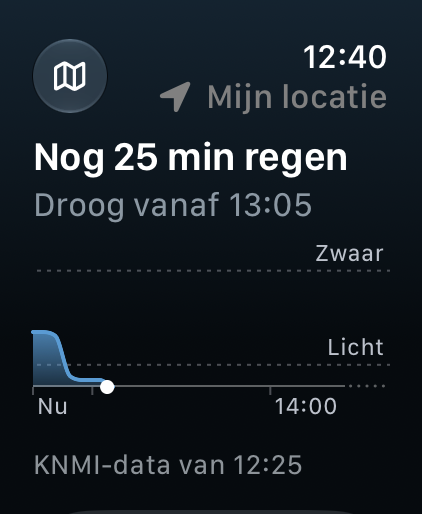 12:40
Mijn locatie
Nog 25 min regen
Droog vanaf 13:05
Zwaar
Licht
Nu
14:00
KNMI-data van 12:25